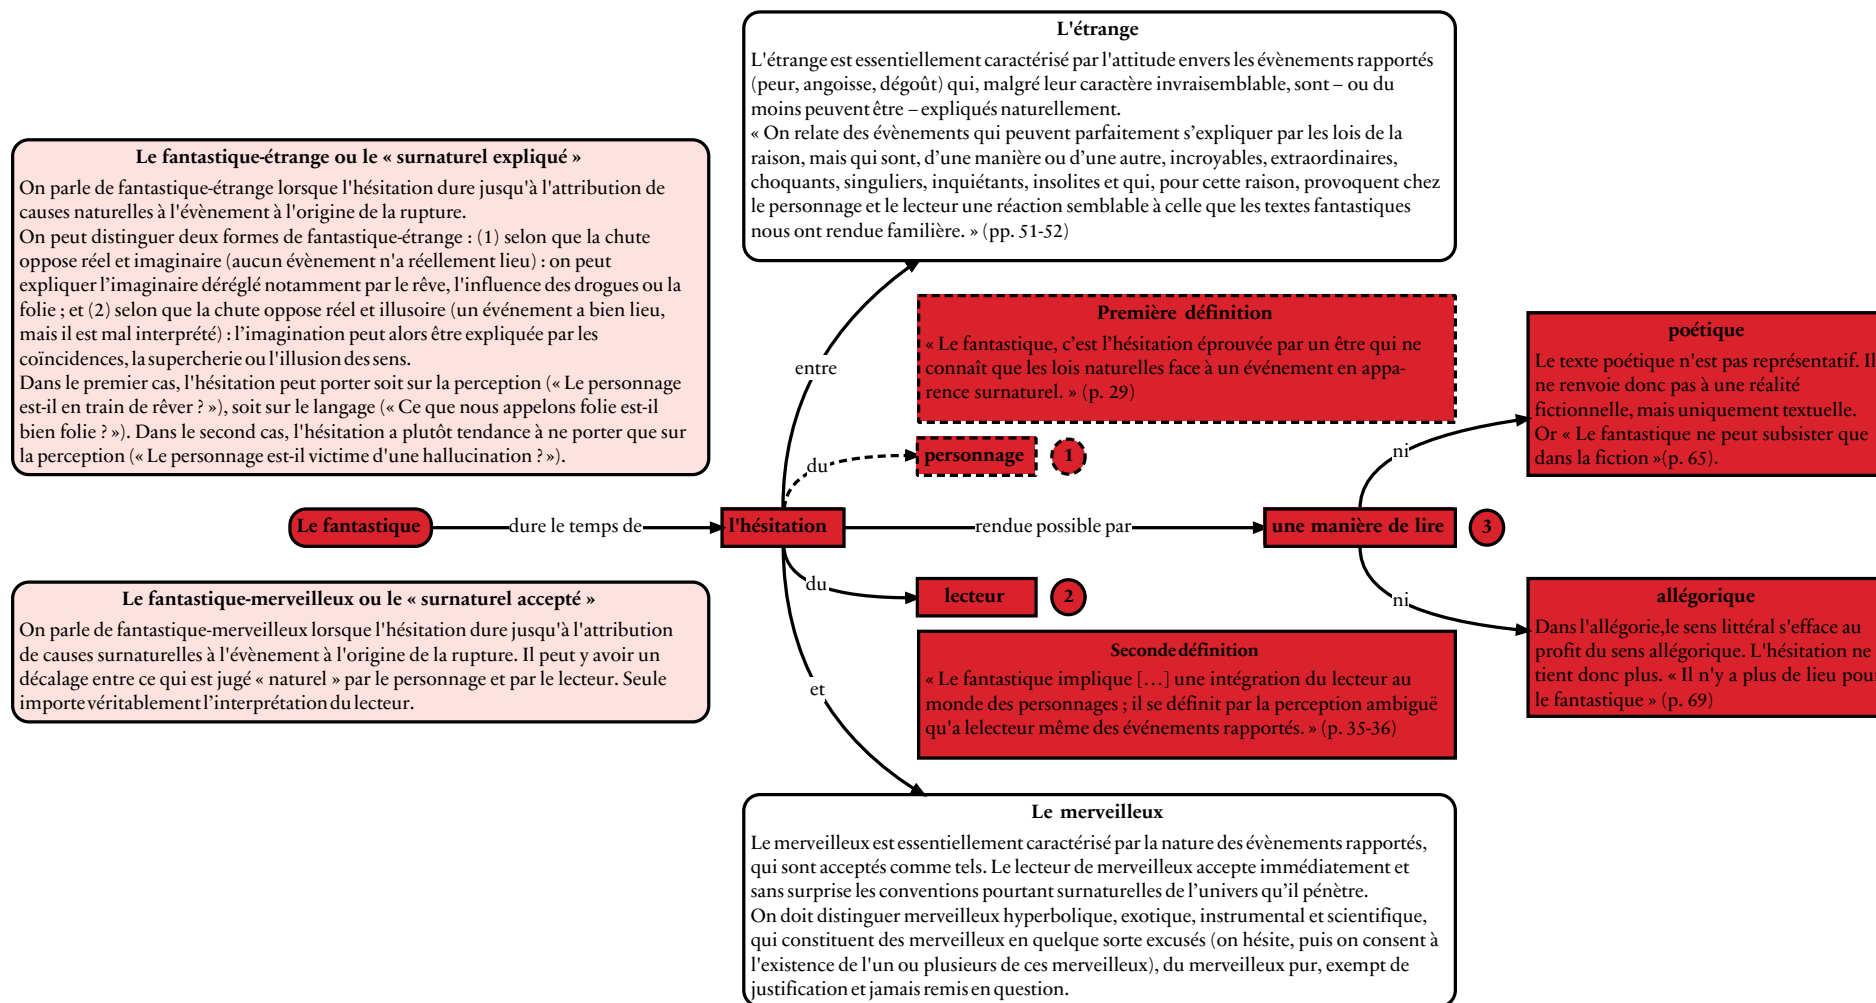 L'étrange
L'étrange est essentiellement caractérisé par l'attitude envers les évènements rapportés
(peur, angoisse, dégoût) qui, malgré leur caractère invraisemblable, sont – ou du
moins peuvent être – expliqués naturellement.
« On relate des évènements qui peuvent parfaitement s’expliquer par les lois de la
raison, mais qui sont, d’une manière ou d’une autre, incroyables, extraordinaires,
choquants, singuliers, inquiétants, insolites et qui, pour cette raison, provoquent chez
le personnage et le lecteur une réaction semblable à celle que les textes fantastiques
nous ont rendue familière. » (pp. 51-52)
Le fantastique-étrange ou le « surnaturel expliqué »
On parle de fantastique-étrange lorsque l'hésitation dure jusqu'à l'attribution de
causes naturelles à l'évènement à l'origine de la rupture.
On peut distinguer deux formes de fantastique-étrange : (1) selon que la chute
oppose réel et imaginaire (aucun évènement n'a réellement lieu) : on peut
expliquer l’imaginaire déréglé notamment par le rêve, l'influence des drogues ou la
folie ; et (2) selon que la chute oppose réel et illusoire (un événement a bien lieu,
mais il est mal interprété) : l’imagination peut alors être expliquée par les
coïncidences, la supercherie ou l'illusion des sens.
Dans le premier cas, l'hésitation peut porter soit sur la perception (« Le personnage
est-il en train de rêver ? »), soit sur le langage (« Ce que nous appelons folie est-il
bien folie ? »). Dans le second cas, l'hésitation a plutôt tendance à ne porter que sur
la perception (« Le personnage est-il victime d'une hallucination ? »).
Première définition
« Le fantastique, c’est l’hésitation éprouvée par un être qui ne
connaît que les lois naturelles face à un événement en appa-
rence surnaturel. » (p. 29)
poétique
Le texte poétique n'est pas représentatif. Il
ne renvoie donc pas à une réalité
fictionnelle, mais uniquement textuelle.
Or « Le fantastique ne peut subsister que
dans la fiction »(p. 65).
entre
du
personnage
1
ni
Le fantastique
dure le temps de
l'hésitation
rendue possible par
une manière de lire
3
du
lecteur
2
ni
Le fantastique-merveilleux ou le « surnaturel accepté »
On parle de fantastique-merveilleux lorsque l'hésitation dure jusqu'à l'attribution
de causes surnaturelles à l'évènement à l'origine de la rupture. Il peut y avoir un
décalage entre ce qui est jugé « naturel » par le personnage et par le lecteur. Seule
importe véritablement l’interprétation du lecteur.
et
Seconde définition
« Le fantastique implique […] une intégration du lecteur au
monde des personnages ; il se définit par la perception ambiguë
qu'a lelecteur même des événements rapportés. » (p. 35-36)
allégorique
Dans l'allégorie,le sens littéral s'efface au
profit du sens allégorique. L'hésitation ne
tient donc plus. « Il n'y a plus de lieu pour
le fantastique » (p. 69)
Le merveilleux
Le merveilleux est essentiellement caractérisé par la nature des évènements rapportés,
qui sont acceptés comme tels. Le lecteur de merveilleux accepte immédiatement et
sans surprise les conventions pourtant surnaturelles de l’univers qu’il pénètre.
On doit distinguer merveilleux hyperbolique, exotique, instrumental et scientifique,
qui constituent des merveilleux en quelque sorte excusés (on hésite, puis on consent à
l'existence de l'un ou plusieurs de ces merveilleux), du merveilleux pur, exempt de
justification et jamais remis en question.